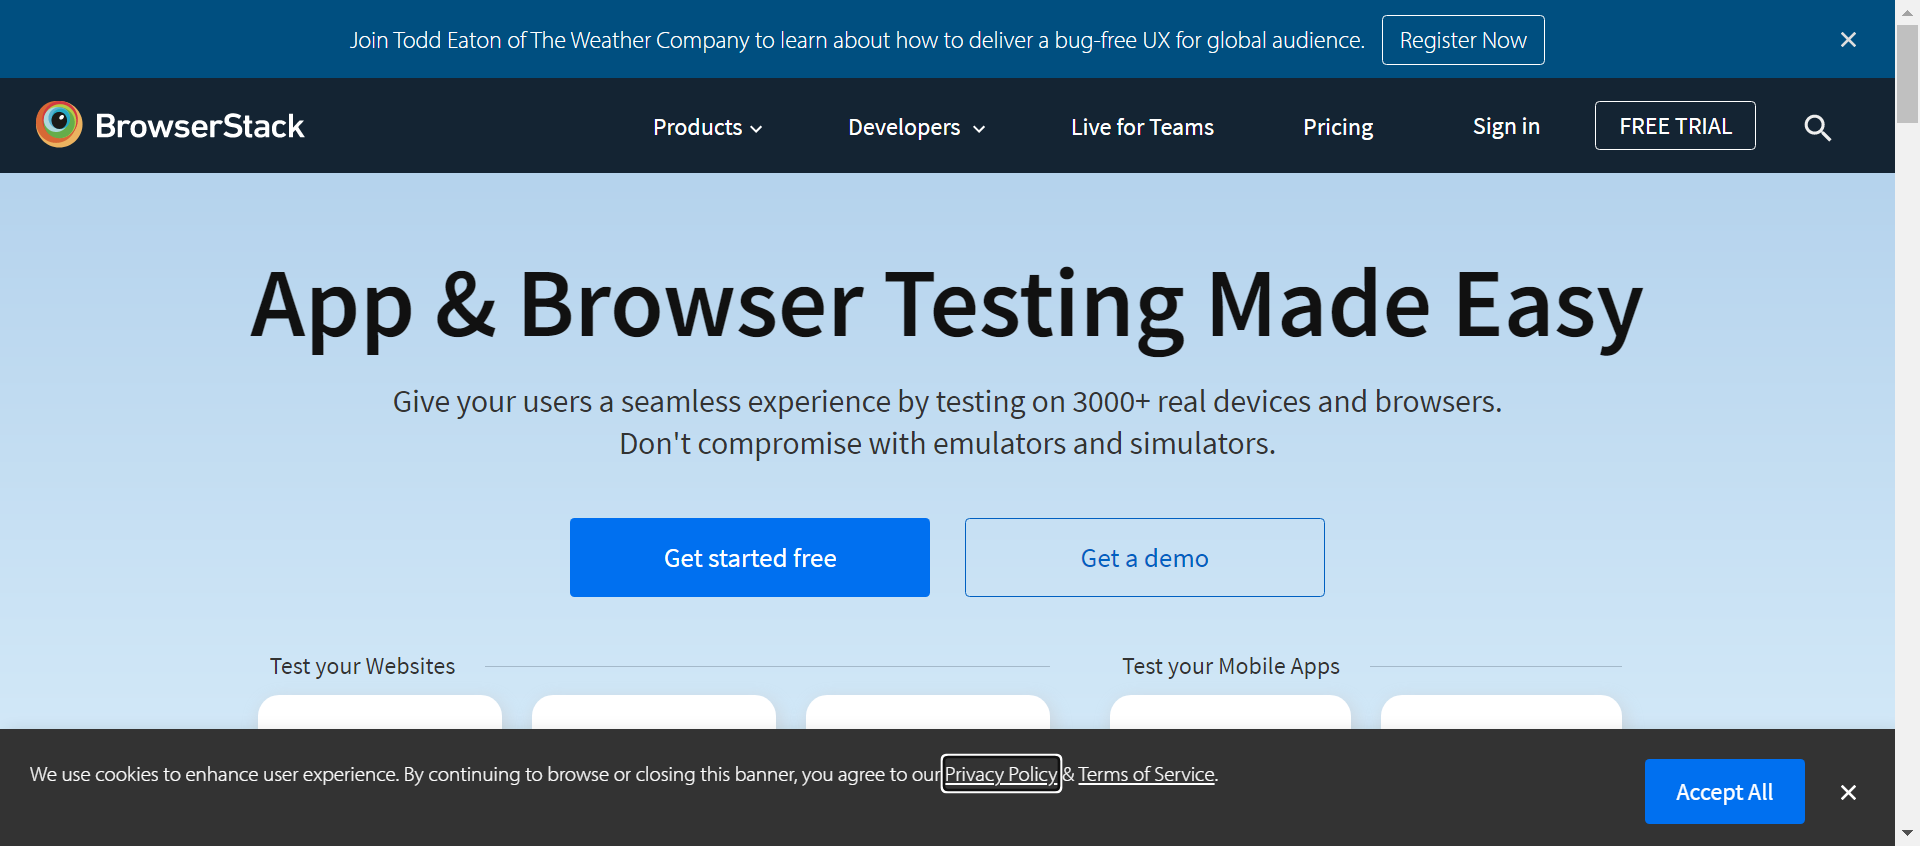 Join Todd Eaton of The Weather Company to learn about how to deliver a bug-free UX for global audience. Register Now
BrowserStack Products Developers Live for Teams Pricing Sign in FREE TRIAL
App & Browser Testing Made Easy
Give your users a seamless experience by testing on 3000+ real devices and browsers.
Don't compromise with emulators and simulators.
Get started free Get a demo
Test your Websites Test your Mobile Apps
We use cookies to enhance user experience. By continuing to browse or closing this banner, you agree to our Privacy Policy & Terms of Service.
Accept All